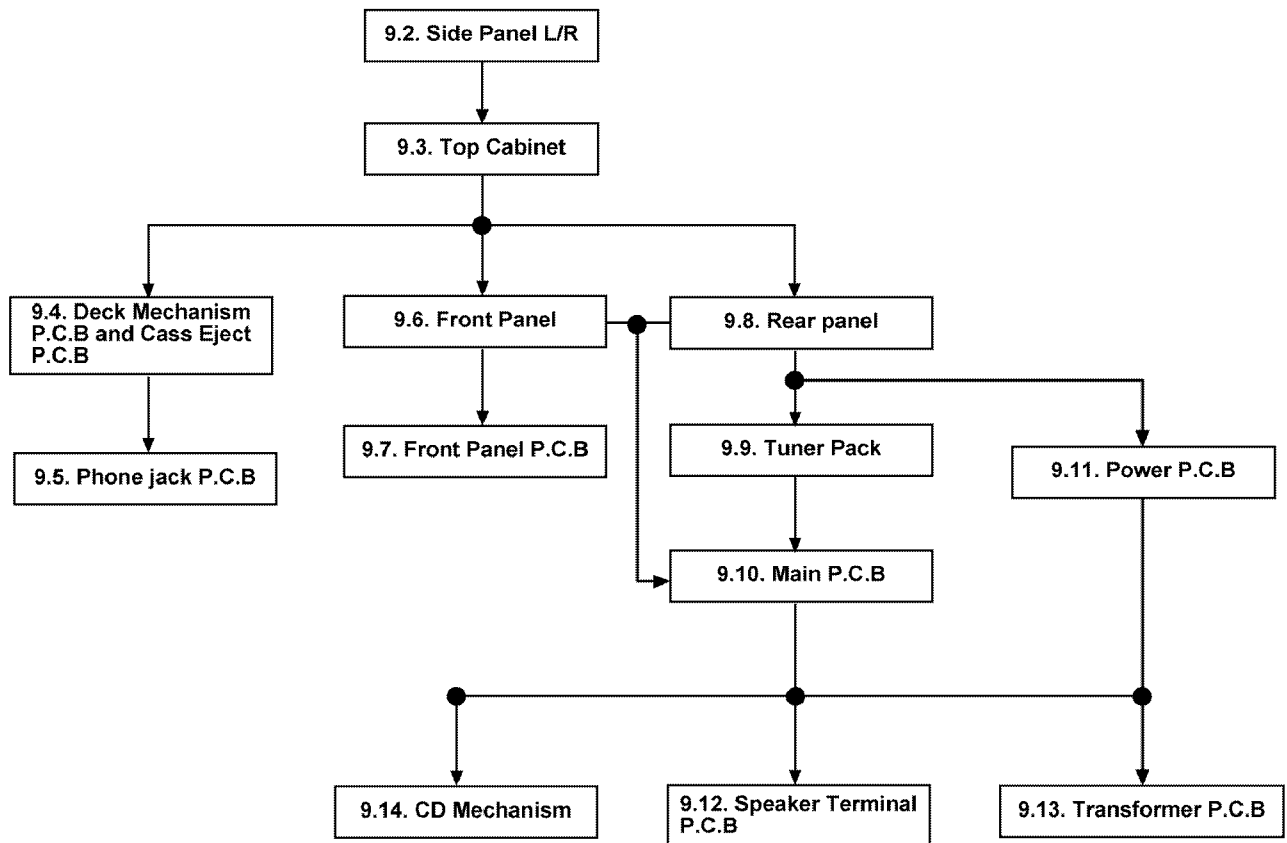 9.2. Side Panel L/R
9.3. Top Cabinet
9.4. Deck Mechanism
P.C.B and Cass Eject
P.C.B
9.6. Front Panel
9.8. Rear panel
9.7. Front Panel P.C.B
9.9. Tuner Pack
9.5. Phone jack P.C.B
9.11. Power P.C.B
9.10. Main P.C.B
9.14. CD Mechanism
9.12. Speaker Terminal
P.C.B
9.13. Transformer P.C.B